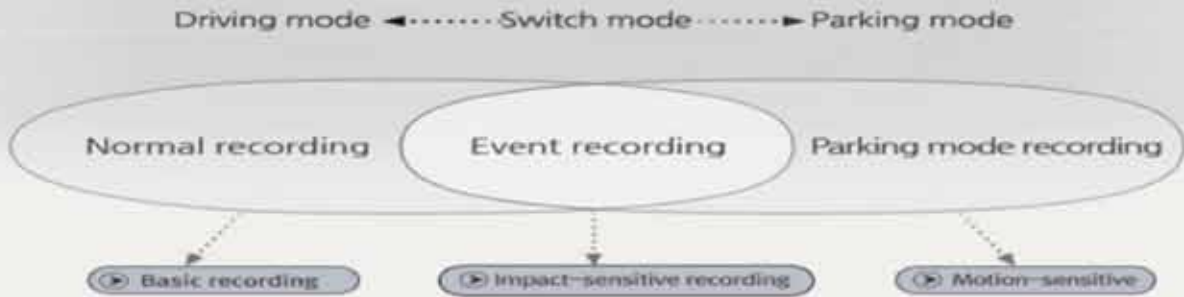 Driving mode Switch mode Parking mode
Normal recording Event recording Parking mode recording
Basic recording Impact-sensitive recording Motion-sensitive